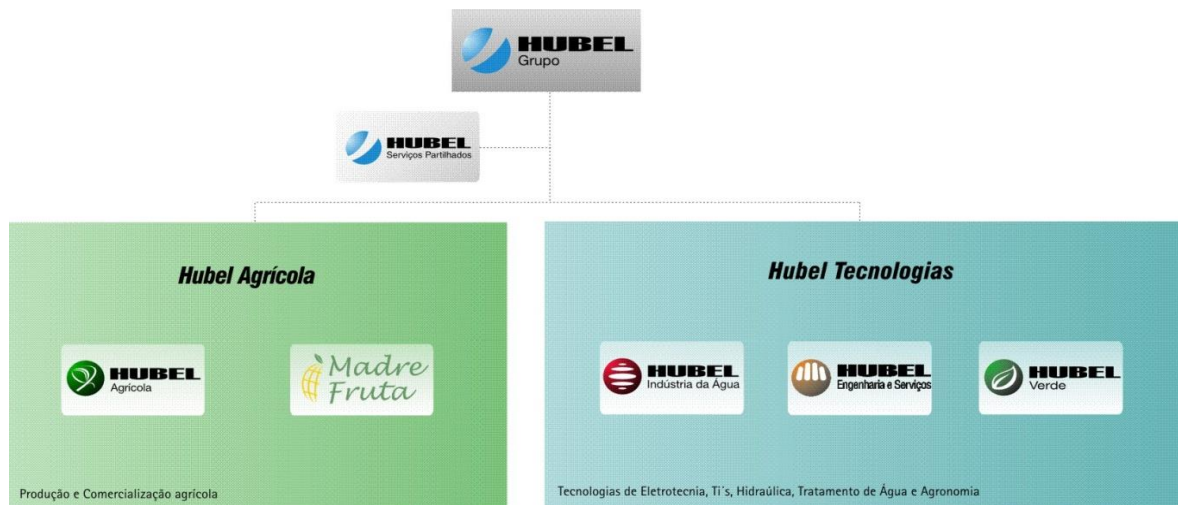 HUBEL
Grupo
HUBEL
Serviços Partilhados
Hubel Agrícola
HUBEL
Agrícola
Madre
Fruta
Produção e Comercialização agrícola
Hubel Tecnologias
HUBEL
Indústria da Água
HUBEL
Engenharia e Serviços
HUBEL
Verde
Tecnologias de Eletrotecnia, Ti´s, Hidraúlica, Tratamento de Água e Agronomia